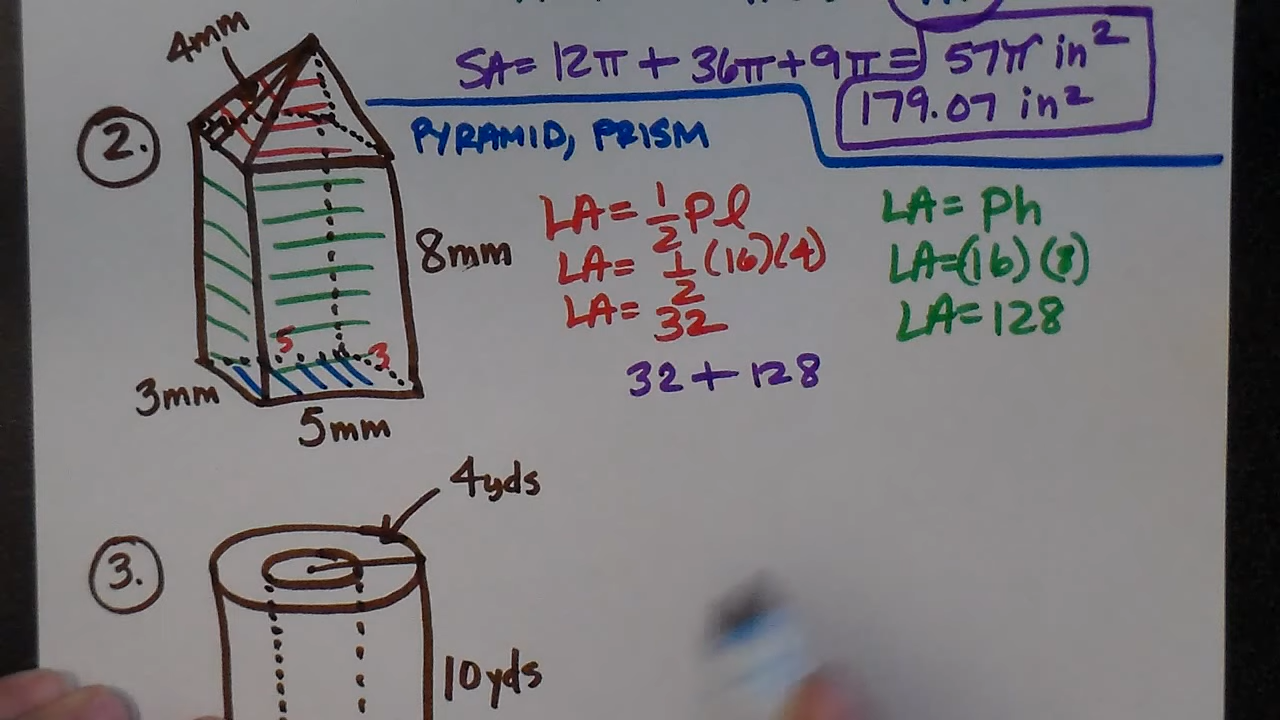 SA= 12π + 36π+9π= 57π in²
179.07 in²
4mm
2.
PYRAMID, PRISM
LA= 1/2 Pl
LA= 1/2 (16)(4)
LA= 32
32 + 128
LA= Ph
LA=(16)(8)
LA= 128
8mm
5
3
3mm
5mm
3.
4yds
10yds